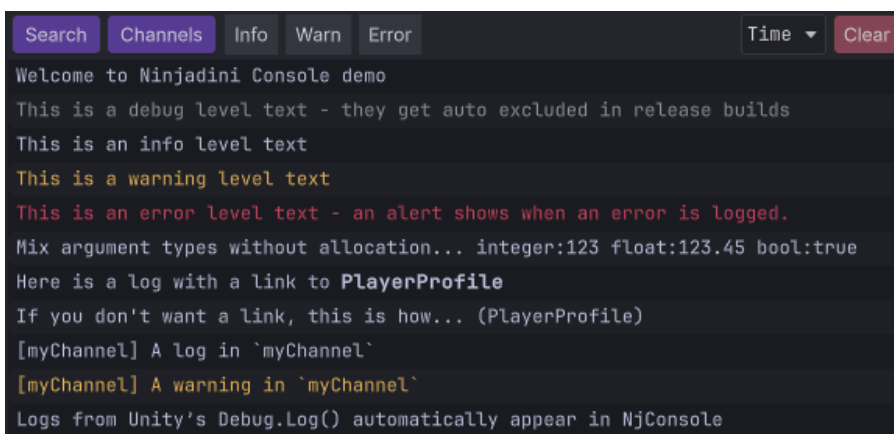 Search Channels Info Warn Error Time Clear
Welcome to Ninjadini Console demo
This is a debug level text - they get auto excluded in release builds
This is an info level text
This is a warning level text
This is an error level text - an alert shows when an error is logged.
Mix argument types without allocation... integer:123 float:123.45 bool:true
Here is a log with a link to PlayerProfile
If you don't want a link, this is how... (PlayerProfile)
[myChannel] A log in `myChannel`
[myChannel] A warning in `myChannel`
Logs from Unity’s Debug.Log() automatically appear in NjConsole